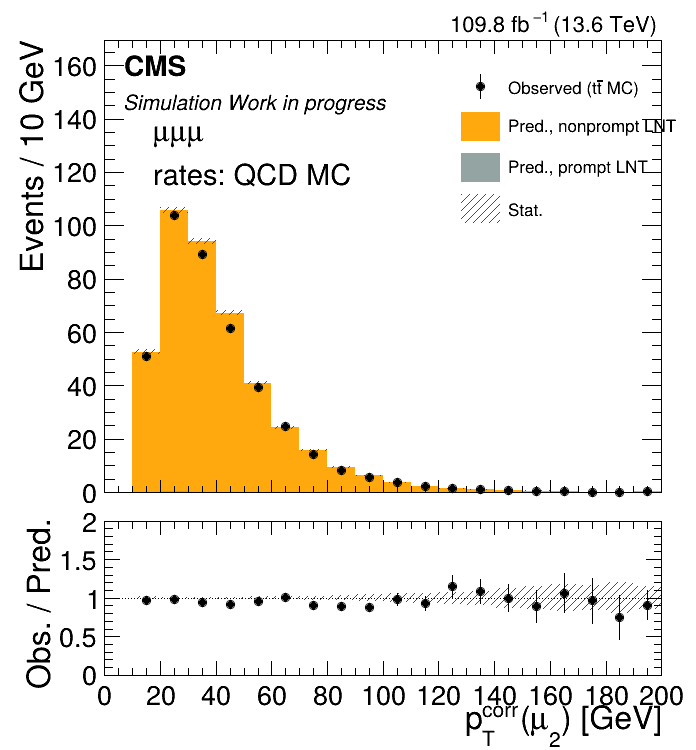 109.8 fb⁻¹ (13.6 TeV)
CMS
Simulation Work in progress
μμμ
rates: QCD MC
Observed (tt̄ MC)
Pred., nonprompt LNT
Pred., prompt LNT
Stat.
Events / 10 GeV
160
140
120
100
80
60
40
20
0
Obs. / Pred.
2
1.5
1
0.5
0
0 20 40 60 80 100 120 140 160 180 200
p_T^corr(μ_2) [GeV]